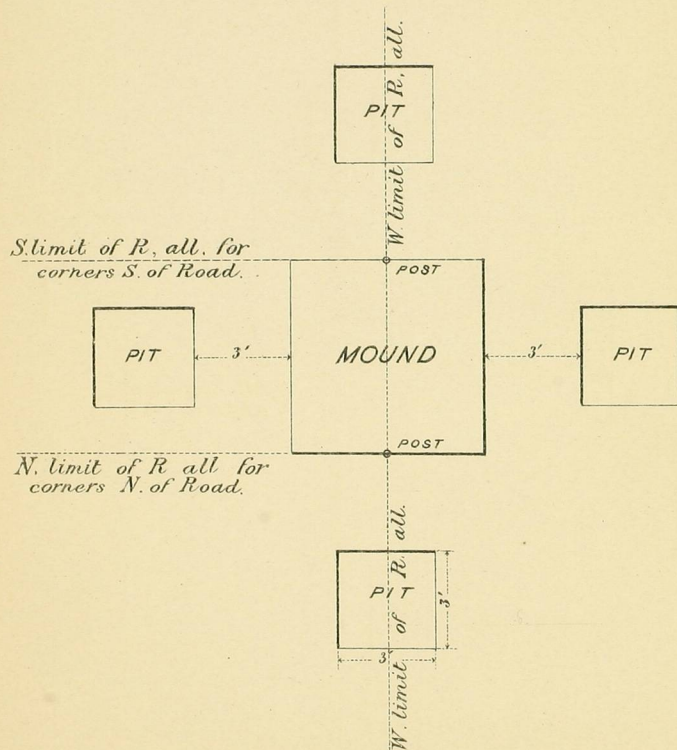 W. limit of R, all.
PIT
S. limit of R, all. for
corners S. of Road.
POST
PIT
3'
MOUND
3'
PIT
POST
N. limit of R all for
corners N. of Road.
W. limit of R. all.
PIT
3'
3'